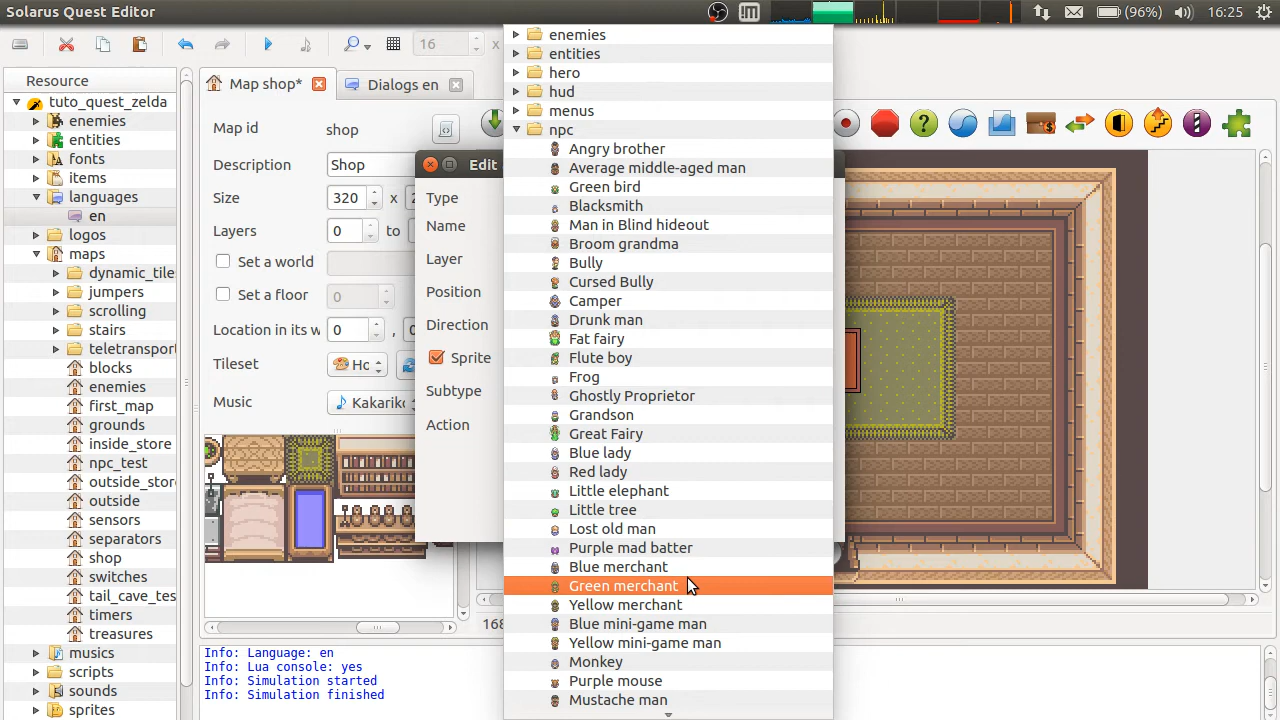 Solarus Quest Editor
(96%)
16:25
16
x
Resource
tuto_quest_zelda
enemies
entities
fonts
items
languages
en
logos
maps
dynamic_tile
jumpers
scrolling
stairs
teletransport
blocks
enemies
first_map
grounds
inside_store
npc_test
outside_stor
outside
sensors
separators
shop
switches
tail_cave_tes
timers
treasures
musics
scripts
sounds
sprites
Map shop*
Dialogs en
Map id
shop
Description
Shop
Size
320
x
2
Layers
0
to
Set a world
Set a floor
0
Location in its w
0
,
Tileset
Ho
Music
Kakariko
Edit
Type
Name
Layer
Position
Direction
Sprite
Subtype
Action
enemies
entities
hero
hud
menus
npc
Angry brother
Average middle-aged man
Green bird
Blacksmith
Man in Blind hideout
Broom grandma
Bully
Cursed Bully
Camper
Drunk man
Fat fairy
Flute boy
Frog
Ghostly Proprietor
Grandson
Great Fairy
Blue lady
Red lady
Little elephant
Little tree
Lost old man
Purple mad batter
Blue merchant
Green merchant
Yellow merchant
Blue mini-game man
Yellow mini-game man
Monkey
Purple mouse
Mustache man
168
Info: Language: en
Info: Lua console: yes
Info: Simulation started
Info: Simulation finished